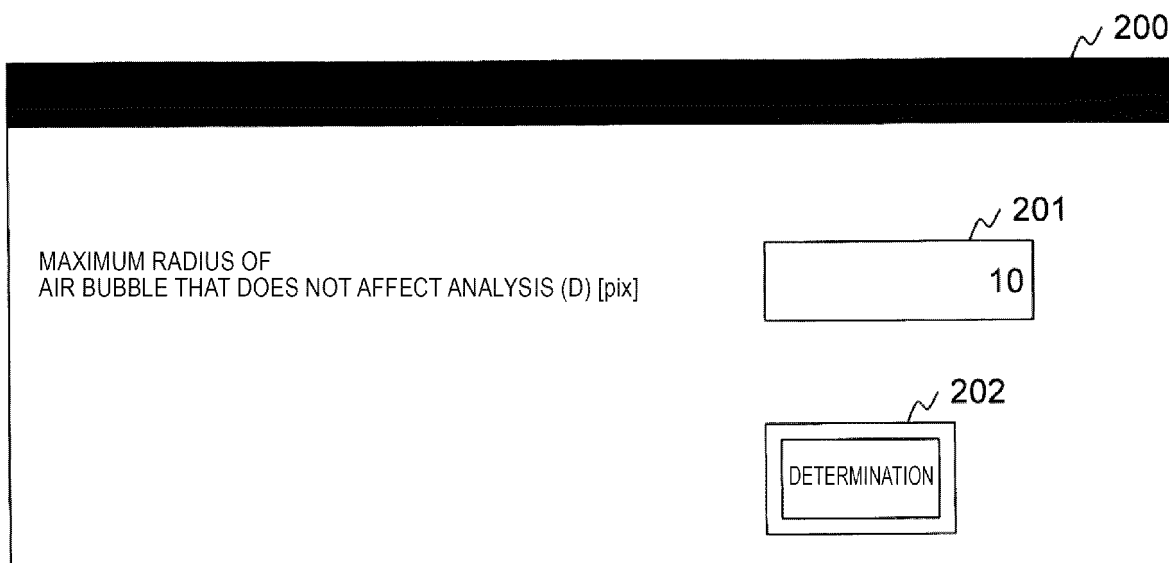 200
201
MAXIMUM RADIUS OF
AIR BUBBLE THAT DOES NOT AFFECT ANALYSIS (D) [pix]
10
202
DETERMINATION